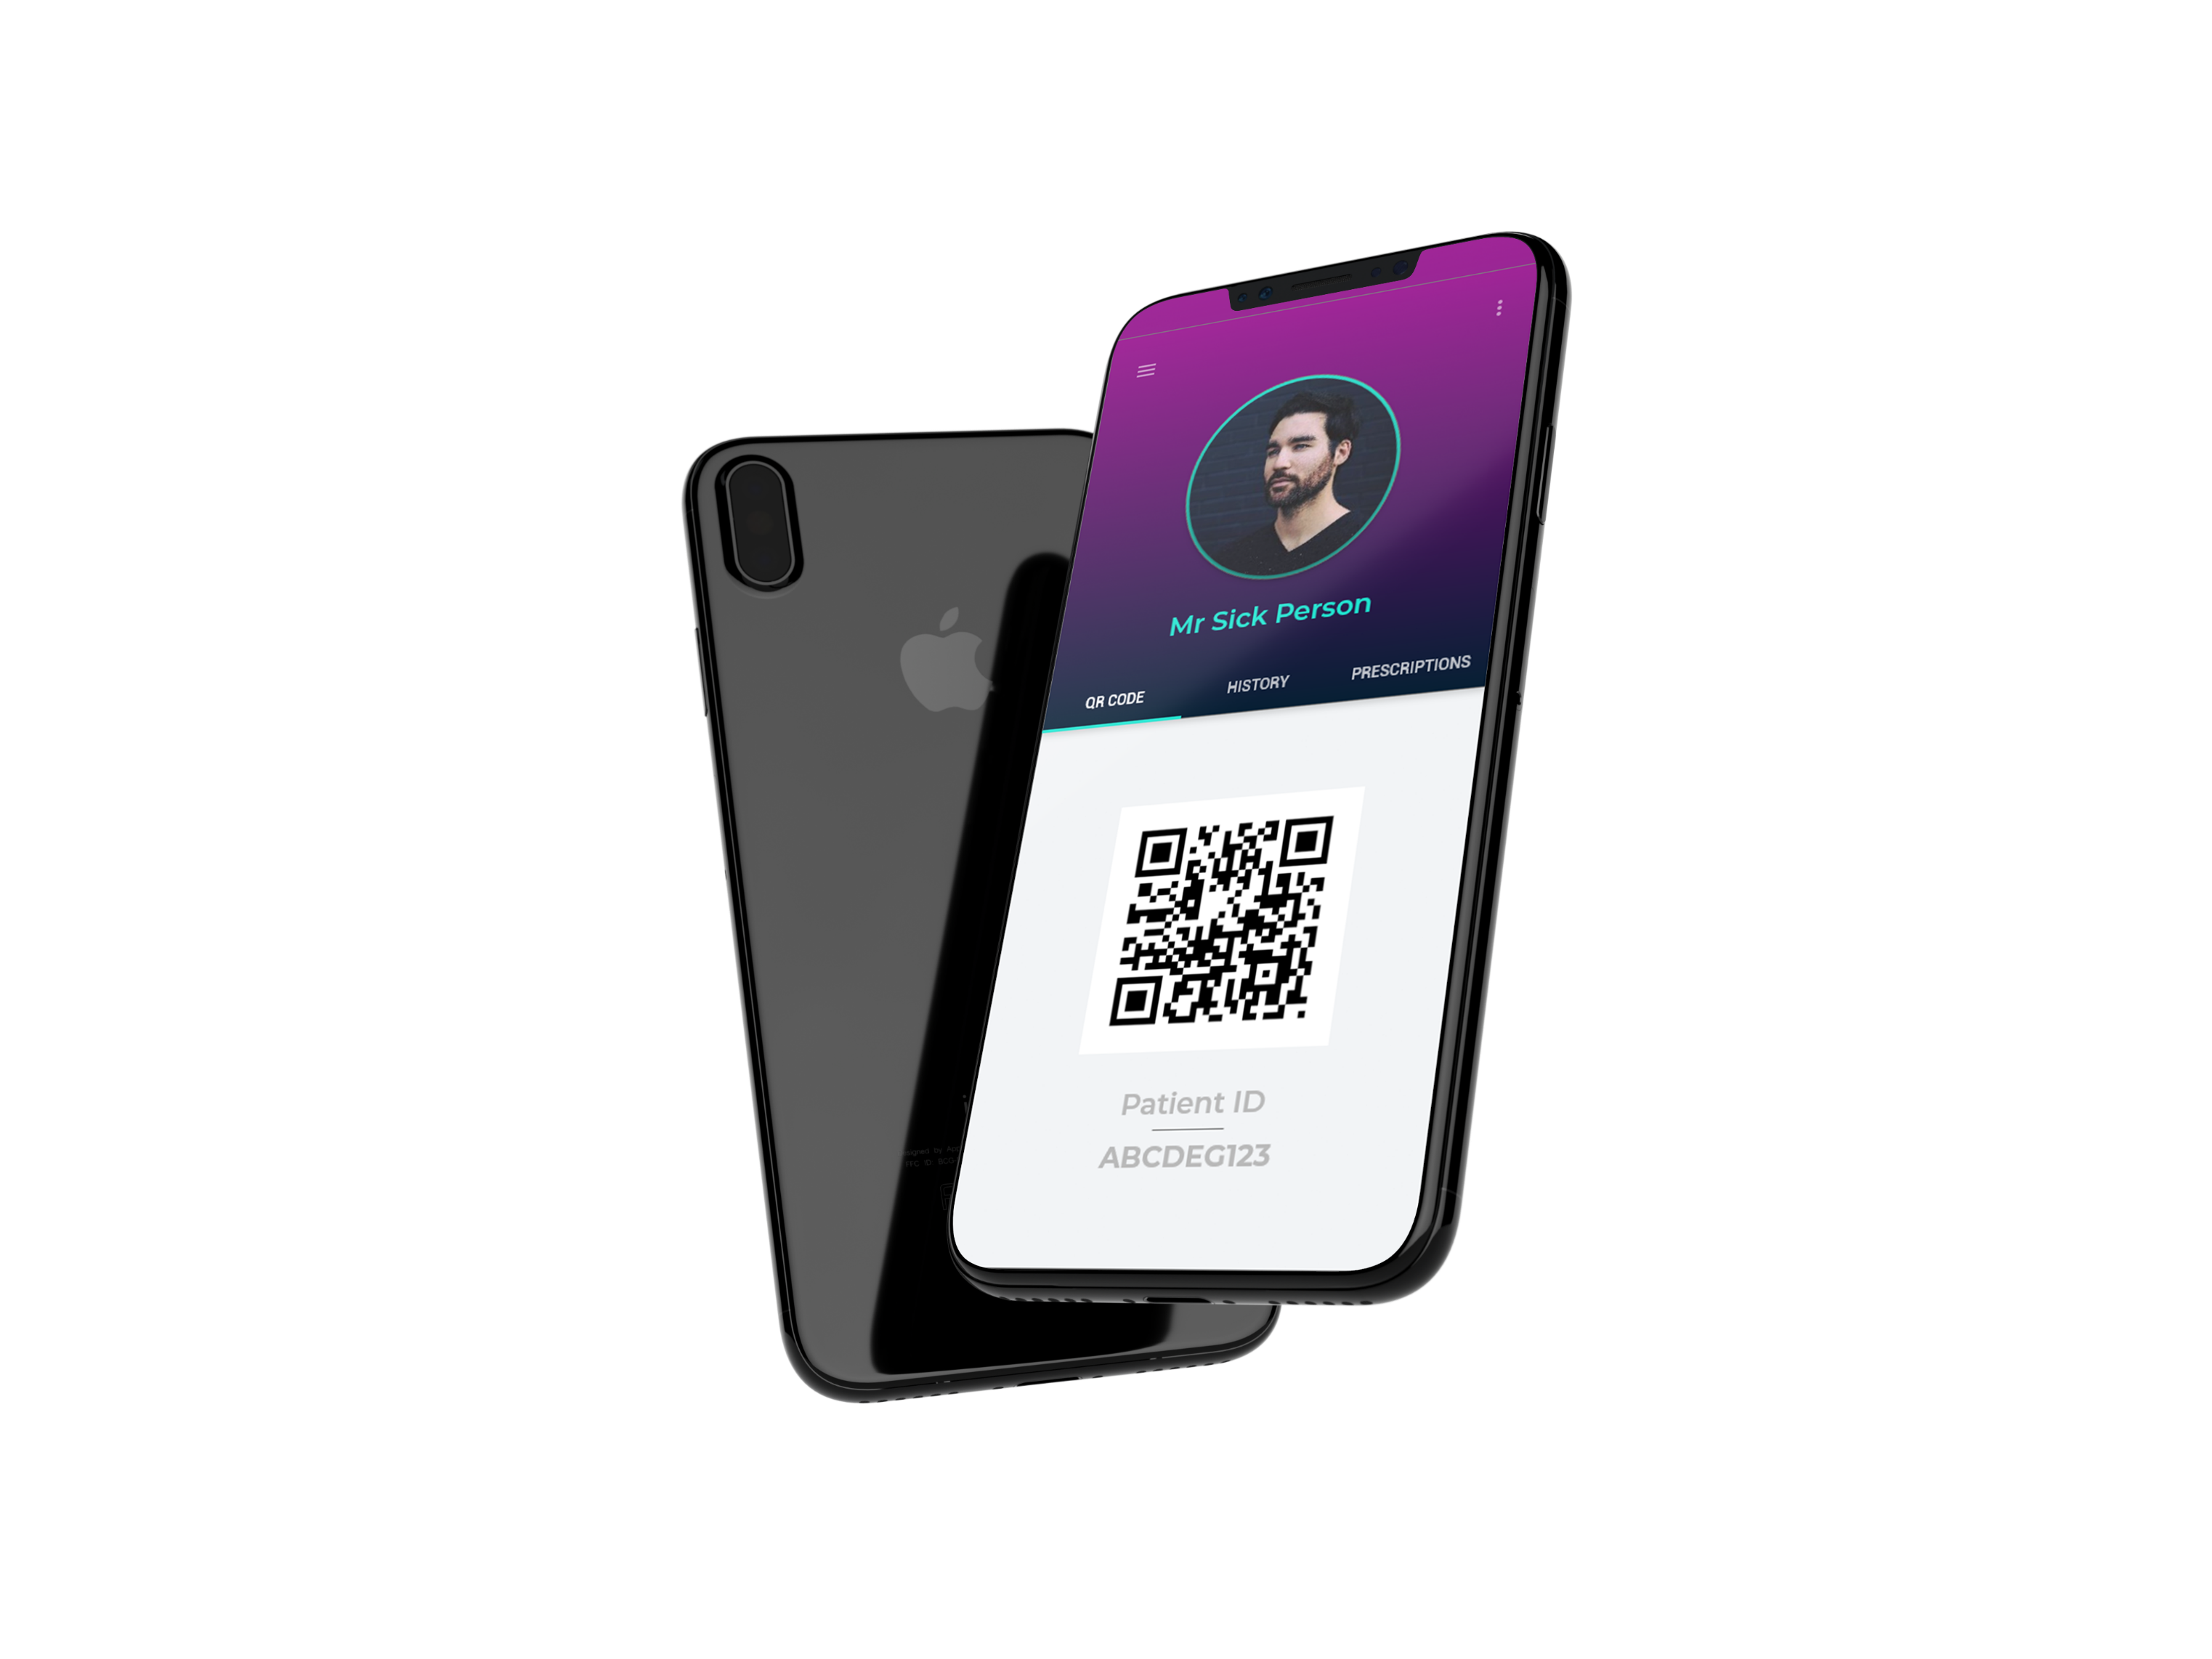 Mr Sick Person
QR CODE
HISTORY
PRESCRIPTIONS
Patient ID
ABCDEG123